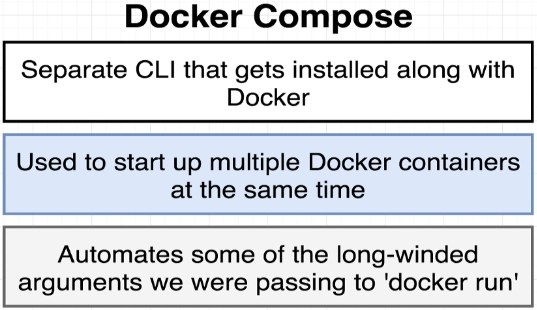 Docker Compose
Separate CLI that gets installed along with
Docker
Used to start up multiple Docker containers
at the same time
Automates some of the long-winded
arguments we were passing to 'docker run'